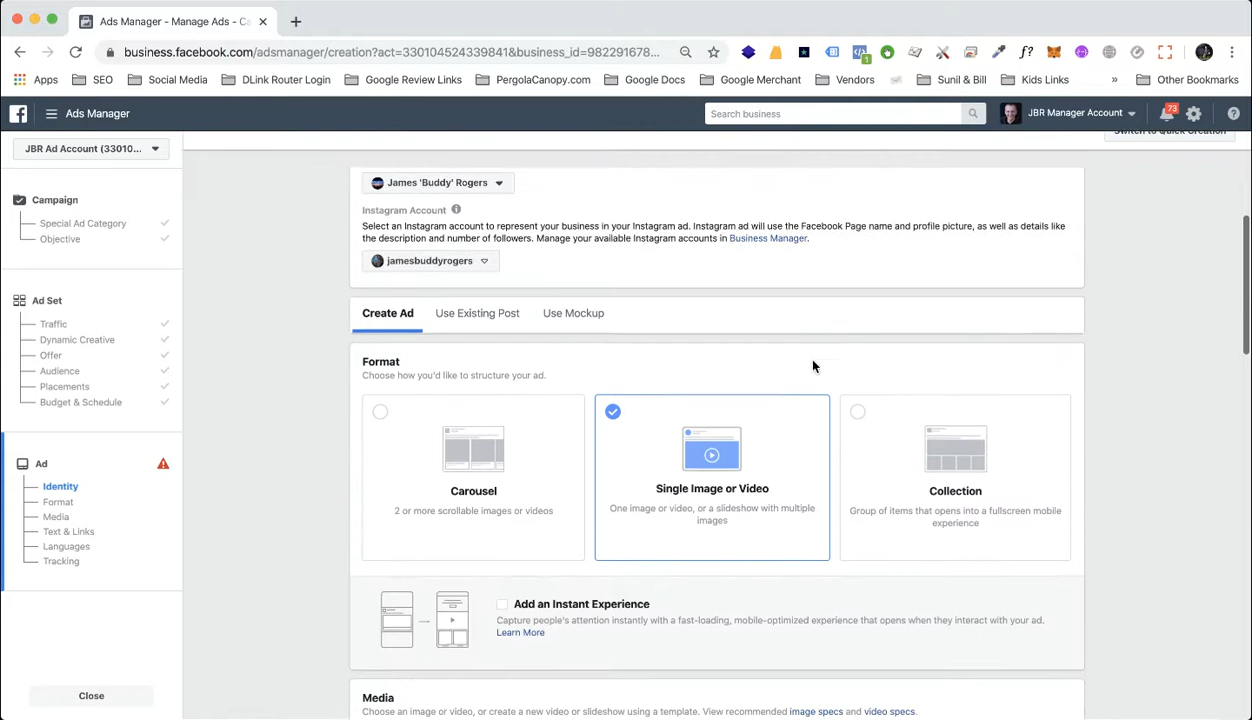 Ads Manager - Manage Ads - C
business.facebook.com/adsmanager/creation?act=330104524339841&business_id=982291678...
f?
1
Apps
SEO
Social Media
DLink Router Login
Google Review Links
PergolaCanopy.com
Google Docs
Google Merchant
Vendors
Sunil & Bill
Kids Links
»
Other Bookmarks
Ads Manager
Search business
JBR Manager Account
73
JBR Ad Account (33010...
Switch to Quick Creation
Campaign
Special Ad Category
Objective
Ad Set
Traffic
Dynamic Creative
Offer
Audience
Placements
Budget & Schedule
Ad
Identity
Format
Media
Text & Links
Languages
Tracking
Close
James 'Buddy' Rogers
Instagram Account
Select an Instagram account to represent your business in your Instagram ad. Instagram ad will use the Facebook Page name and profile picture, as well as details like
the description and number of followers. Manage your available Instagram accounts in Business Manager.
jamesbuddyrogers
Create Ad
Use Existing Post
Use Mockup
Format
Choose how you'd like to structure your ad.
Carousel
2 or more scrollable images or videos
Single Image or Video
One image or video, or a slideshow with multiple
images
Collection
Group of items that opens into a fullscreen mobile
experience
Add an Instant Experience
Capture people's attention instantly with a fast-loading, mobile-optimized experience that opens when they interact with your ad.
Learn More
Media
Choose an image or video, or create a new video or slideshow using a template. View recommended image specs and video specs.